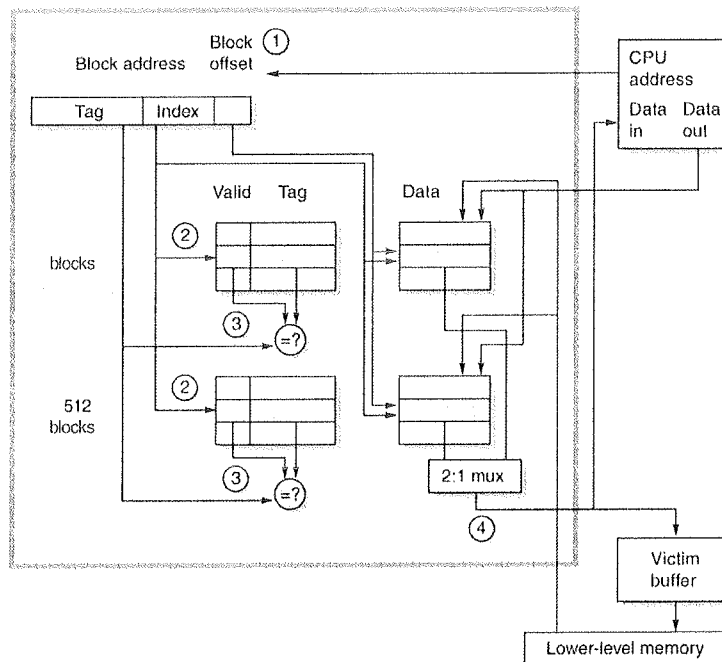 Block
offset
1
Block address
CPU
address
Data
in
Data
out
Tag
Index
Valid
Tag
Data
2
blocks
3
=?
2
512
blocks
3
=?
2:1 mux
4
Victim
buffer
Lower-level memory